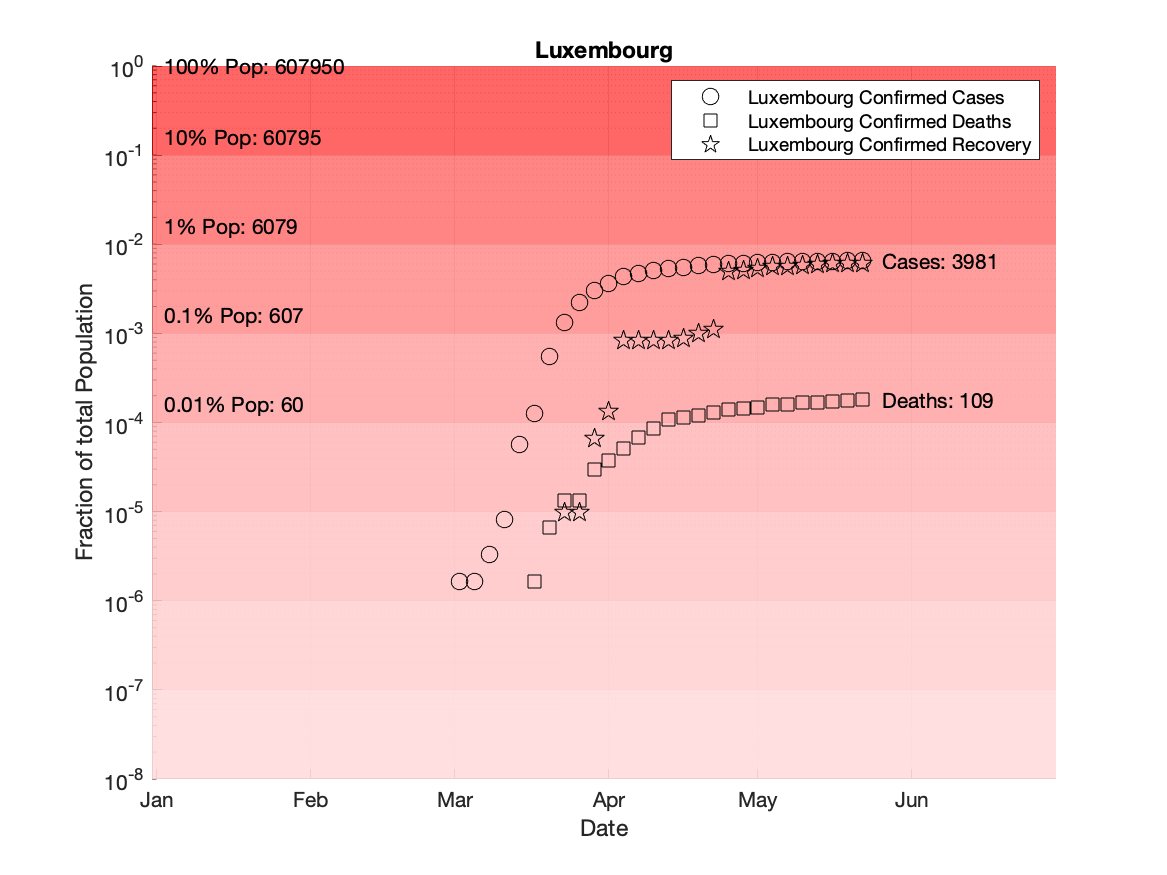 Luxembourg
10^0
100% Pop: 607950
Luxembourg Confirmed Cases
Luxembourg Confirmed Deaths
Luxembourg Confirmed Recovery
10% Pop: 60795
10^-1
1% Pop: 6079
10^-2
Cases: 3981
0.1% Pop: 607
10^-3
0.01% Pop: 60
Deaths: 109
10^-4
10^-5
10^-6
10^-7
10^-8
Fraction of total Population
Jan Feb Mar Apr May Jun
Date